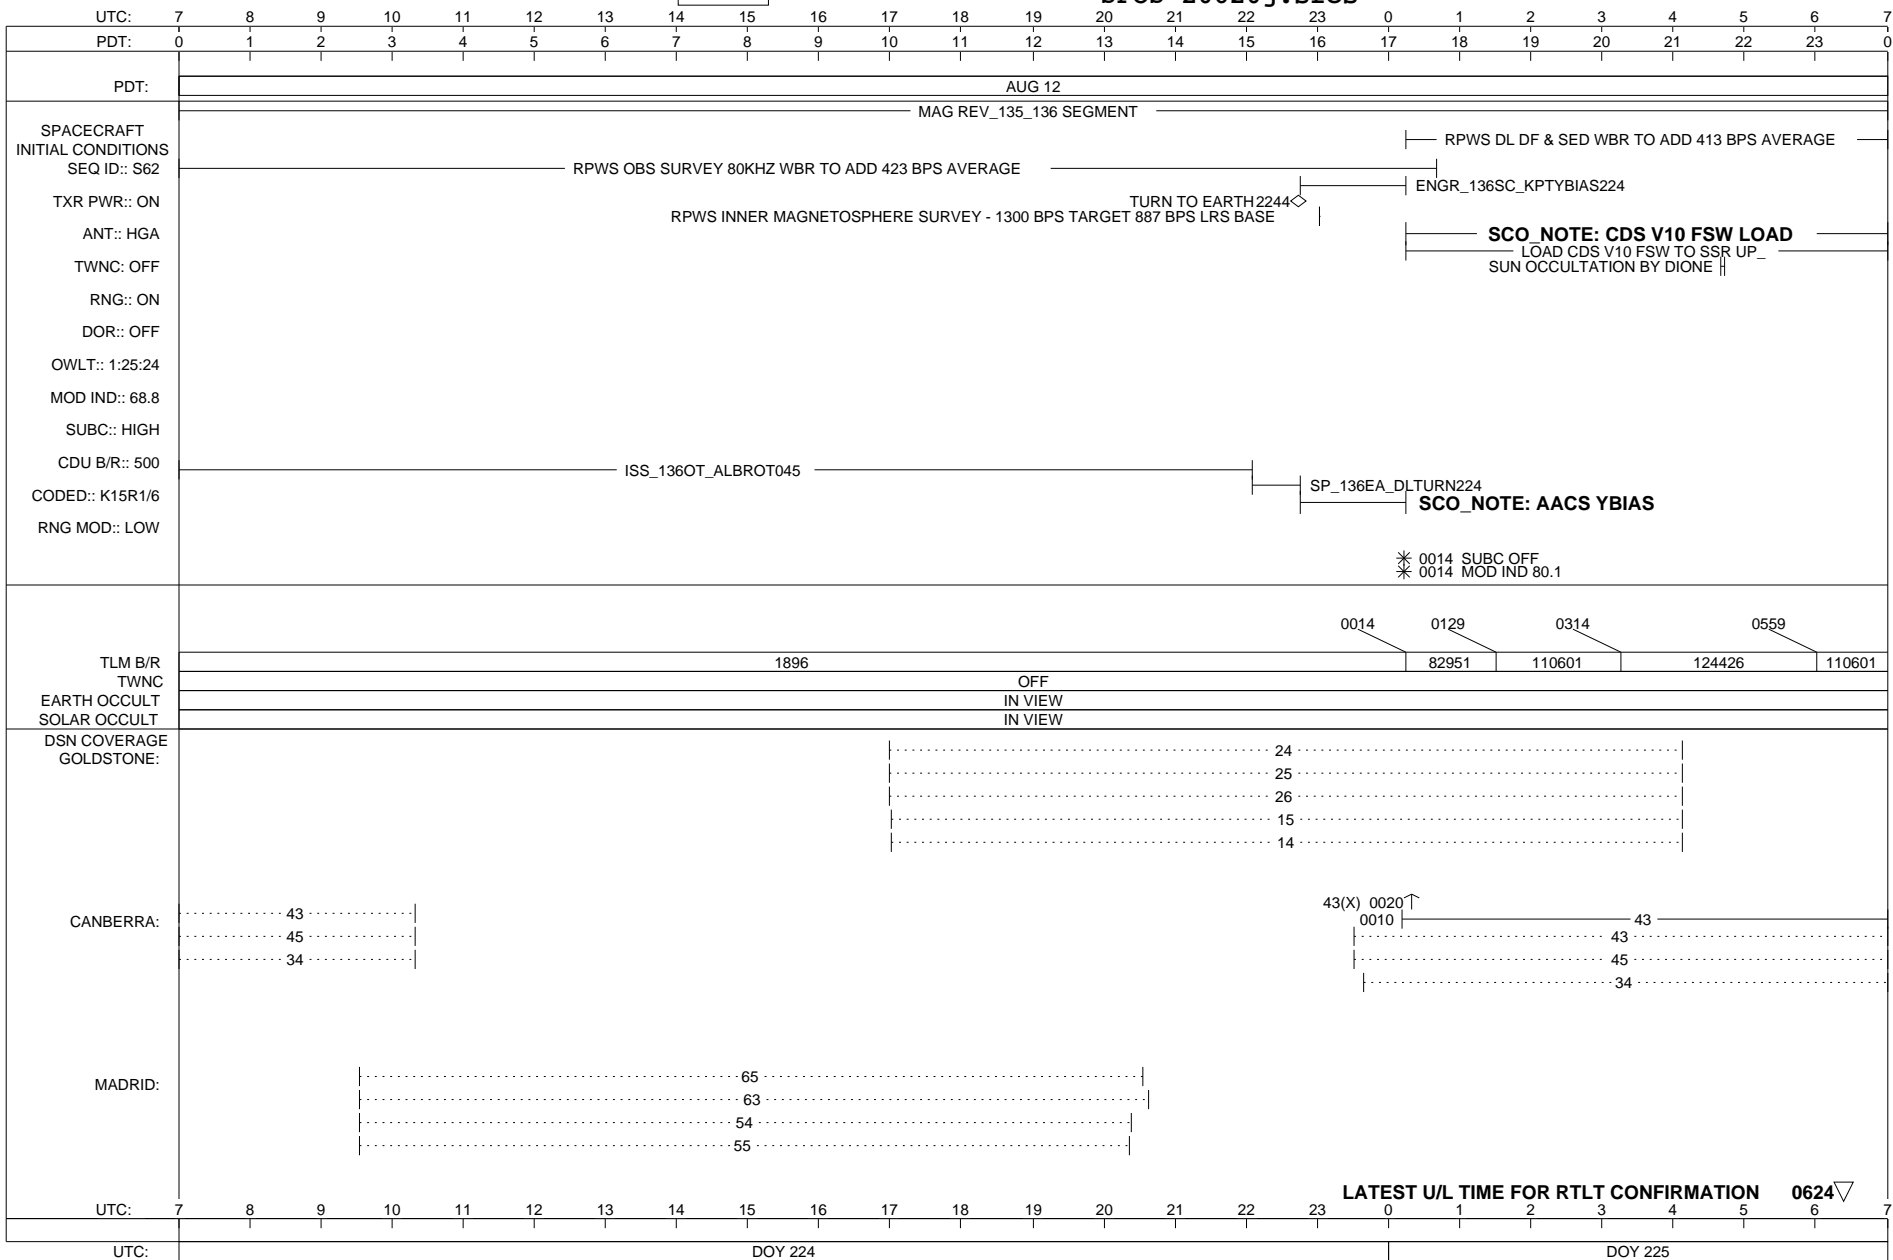 UTC: 7 8 9 10 11 12 13 14 15 16 17 18 19 20 21 22 23 0 1 2 3 4 5 6 7
PDT: 0 1 2 3 4 5 6 7 8 9 10 11 12 13 14 15 16 17 18 19 20 21 22 23 0
PDT: AUG 12
MAG REV_135_136 SEGMENT
SPACECRAFT
INITIAL CONDITIONS
RPWS DL DF & SED WBR TO ADD 413 BPS AVERAGE
SEQ ID:: S62
RPWS OBS SURVEY 80KHZ WBR TO ADD 423 BPS AVERAGE
ENGR_136SC_KPTYBIAS224
TXR PWR:: ON
TURN TO EARTH 2244
RPWS INNER MAGNETOSPHERE SURVEY - 1300 BPS TARGET 887 BPS LRS BASE
ANT:: HGA
SCO_NOTE: CDS V10 FSW LOAD
LOAD CDS V10 FSW TO SSR UP_
TWNC: OFF
SUN OCCULTATION BY DIONE
RNG:: ON
DOR:: OFF
OWLT:: 1:25:24
MOD IND:: 68.8
SUBC:: HIGH
CDU B/R:: 500
ISS_136OT_ALBROT045
SP_136EA_DLTURN224
CODED:: K15R1/6
SCO_NOTE: AACS YBIAS
RNG MOD:: LOW
0014 SUBC OFF
0014 MOD IND 80.1
0014 0129 0314 0559
TLM B/R 1896 82951 110601 124426 110601
TWNC OFF
EARTH OCCULT IN VIEW
SOLAR OCCULT IN VIEW
DSN COVERAGE
GOLDSTONE:
24
25
26
15
14
CANBERRA:
43
45
34
43(X) 0020
0010 43
43
45
34
MADRID:
65
63
54
55
LATEST U/L TIME FOR RTLT CONFIRMATION 0624
UTC: 7 8 9 10 11 12 13 14 15 16 17 18 19 20 21 22 23 0 1 2 3 4 5 6 7
UTC: DOY 224 DOY 225